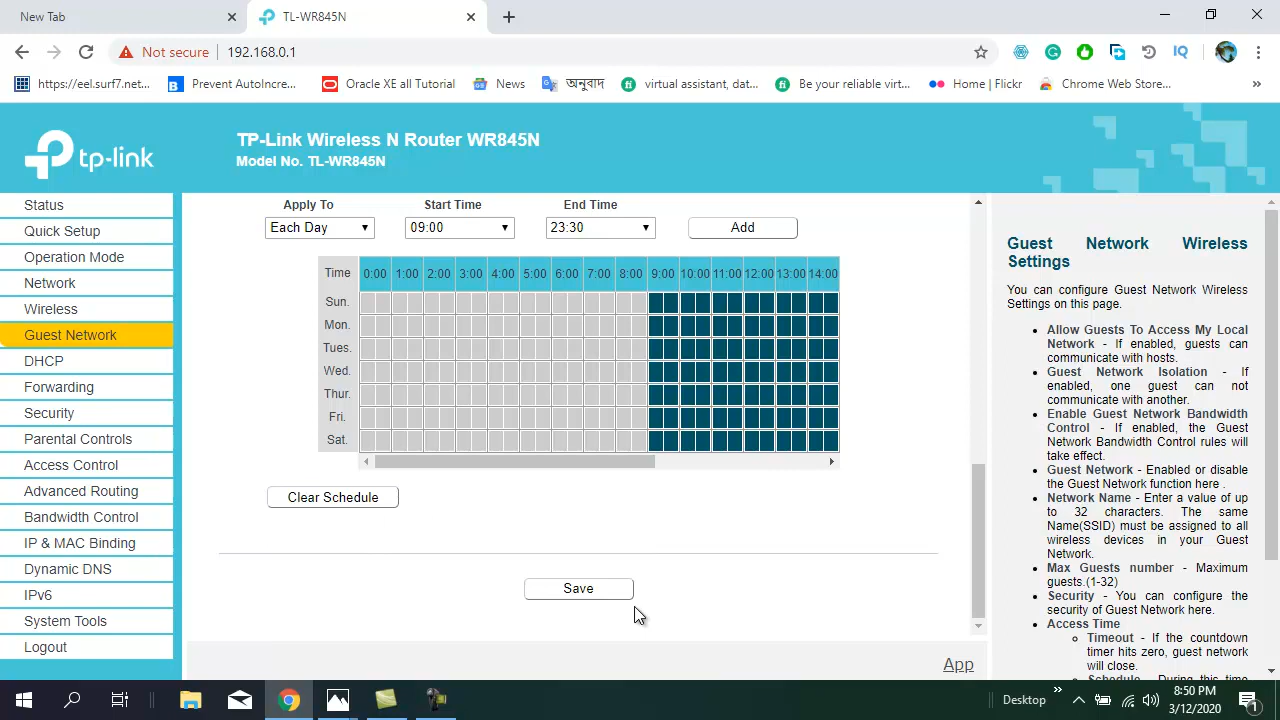 New Tab
TL-WR845N
Not secure
192.168.0.1
IQ
https://eel.surf7.net...
Prevent AutoIncre...
Oracle XE all Tutorial
News
অনুবাদ
virtual assistant, dat...
Be your reliable virt...
Home | Flickr
Chrome Web Store...
»
tp-link
TP-Link Wireless N Router WR845N
Model No. TL-WR845N
Status
Quick Setup
Operation Mode
Network
Wireless
Guest Network
DHCP
Forwarding
Security
Parental Controls
Access Control
Advanced Routing
Bandwidth Control
IP & MAC Binding
Dynamic DNS
IPv6
System Tools
Logout
Apply To Start Time End Time
Each Day 09:00 23:30 Add
Time 0:00 1:00 2:00 3:00 4:00 5:00 6:00 7:00 8:00 9:00 10:00 11:00 12:00 13:00 14:00
Sun.
Mon.
Tues.
Wed.
Thur.
Fri.
Sat.
Clear Schedule
Save
App
Guest Network Wireless
Settings
You can configure Guest Network Wireless
Settings on this page.
Allow Guests To Access My Local
Network - If enabled, guests can
communicate with hosts.
Guest Network Isolation - If
enabled, one guest can not
communicate with another.
Enable Guest Network Bandwidth
Control - If enabled, the Guest
Network Bandwidth Control rules will
take effect.
Guest Network - Enabled or disable
the Guest Network function here .
Network Name - Enter a value of up
to 32 characters. The same
Name(SSID) must be assigned to all
wireless devices in your Guest
Network.
Max Guests number - Maximum
guests.(1-32)
Security - You can configure the
security of Guest Network here.
Access Time
Timeout - If the countdown
timer hits zero, guest network
will close.
Schedule - During this time
Desktop
»
8:50 PM
3/12/2020
1